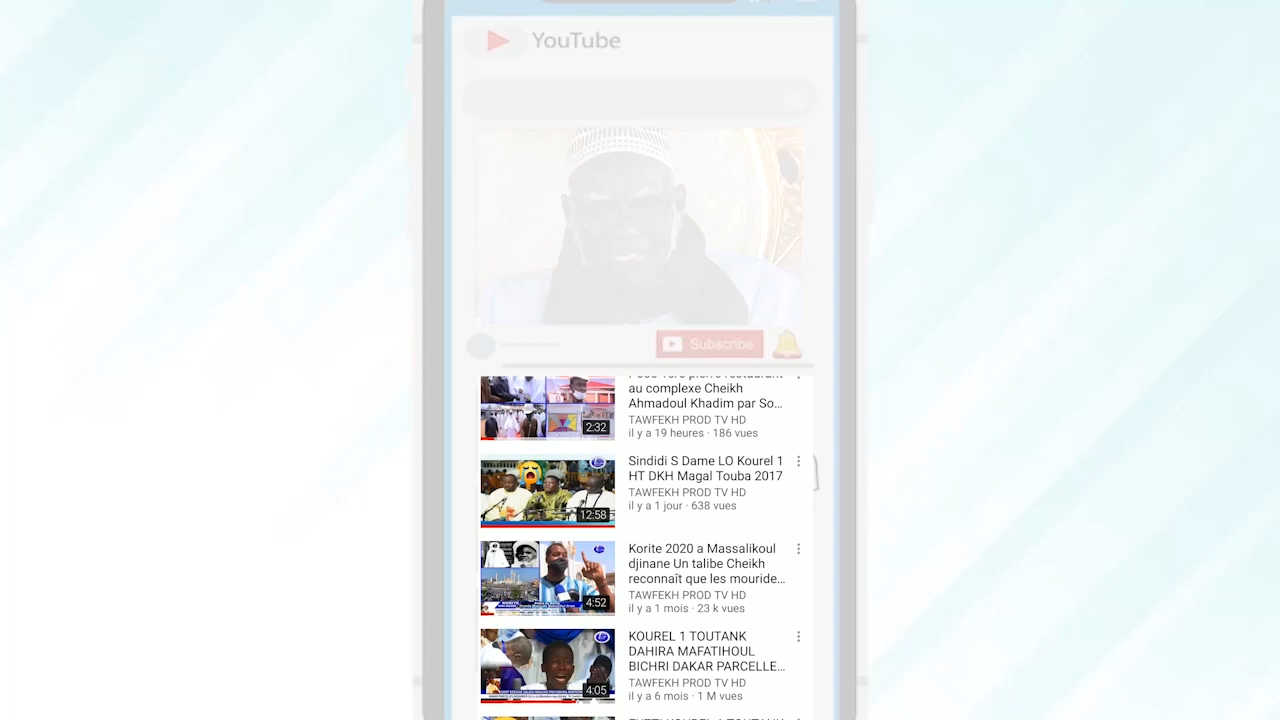 YouTube
Subscribe
au complexe Cheikh
Ahmadoul Khadim par So...
TAWFEKH PROD TV HD
il y a 19 heures · 186 vues
2:32
Sindidi S Dame LO Kourel 1
HT DKH Magal Touba 2017
TAWFEKH PROD TV HD
il y a 1 jour · 638 vues
12:58
Korite 2020 a Massalikoul
djinane Un talibe Cheikh
reconnaît que les mouride...
TAWFEKH PROD TV HD
il y a 1 mois · 23 k vues
4:52
KOUREL 1 TOUTANK
DAHIRA MAFATIHOUL
BICHRI DAKAR PARCELLE...
TAWFEKH PROD TV HD
il y a 6 mois · 1 M vues
4:05